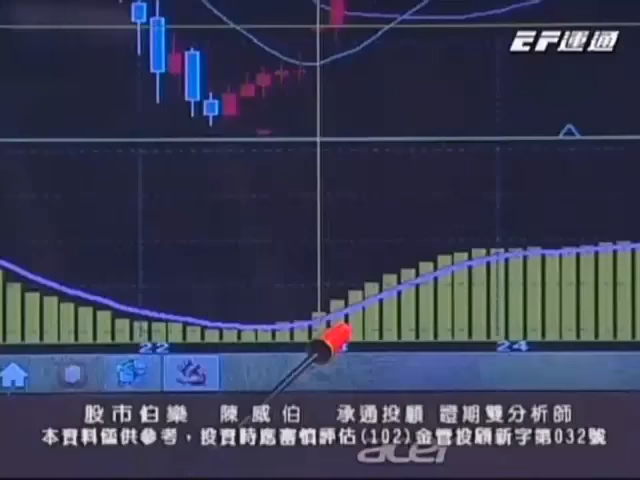 EF運通
22
24
股市伯樂 陳威伯 承通投顧 證期雙分析師
本資料僅供參考,投資時應審慎評估(102)金管投顧新字第032號
acer